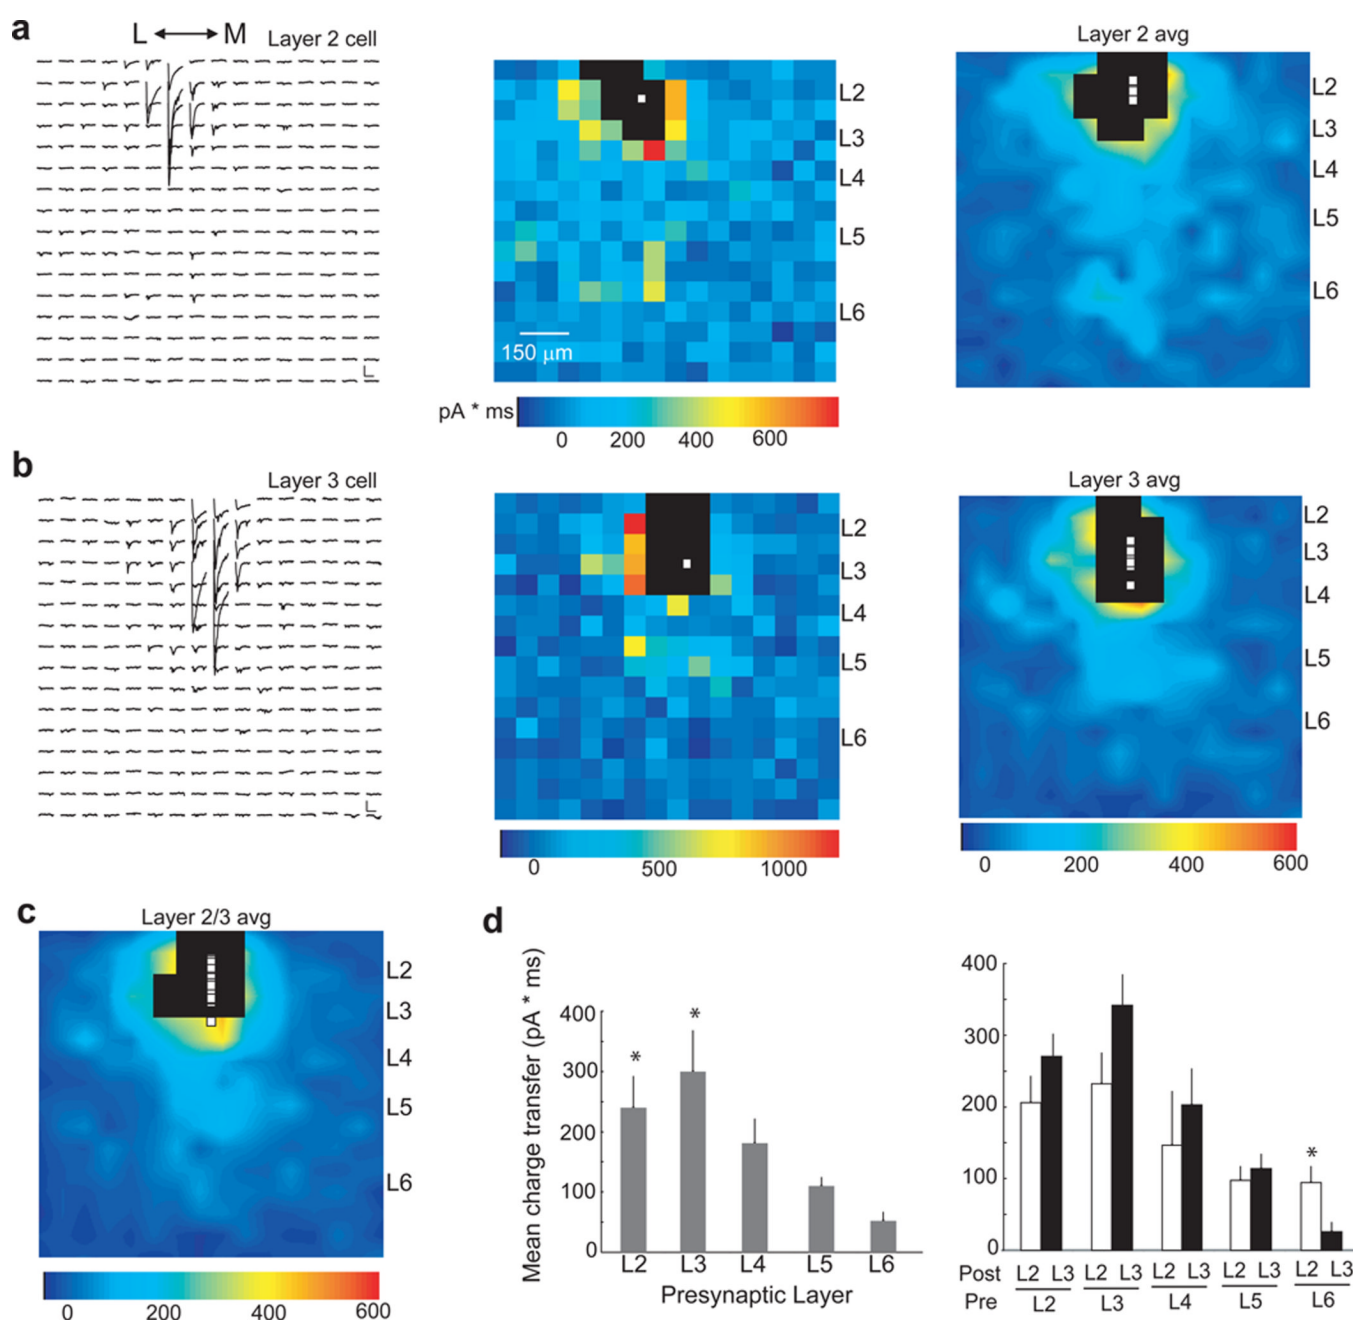 a
L M Layer 2 cell
L2
L3
L4
L5
L6
150 μm
pA * ms
0 200 400 600
Layer 2 avg
L2
L3
L4
L5
L6
b
Layer 3 cell
L2
L3
L4
L5
L6
0 500 1000
Layer 3 avg
L2
L3
L4
L5
L6
0 200 400 600
c
Layer 2/3 avg
L2
L3
L4
L5
L6
0 200 400 600
d
Mean charge transfer (pA * ms)
400
300
200
100
0
* *
L2 L3 L4 L5 L6
Presynaptic Layer
400
300
200
100
0
*
Post L2 L3 L2 L3 L2 L3 L2 L3 L2 L3
Pre L2 L3 L4 L5 L6